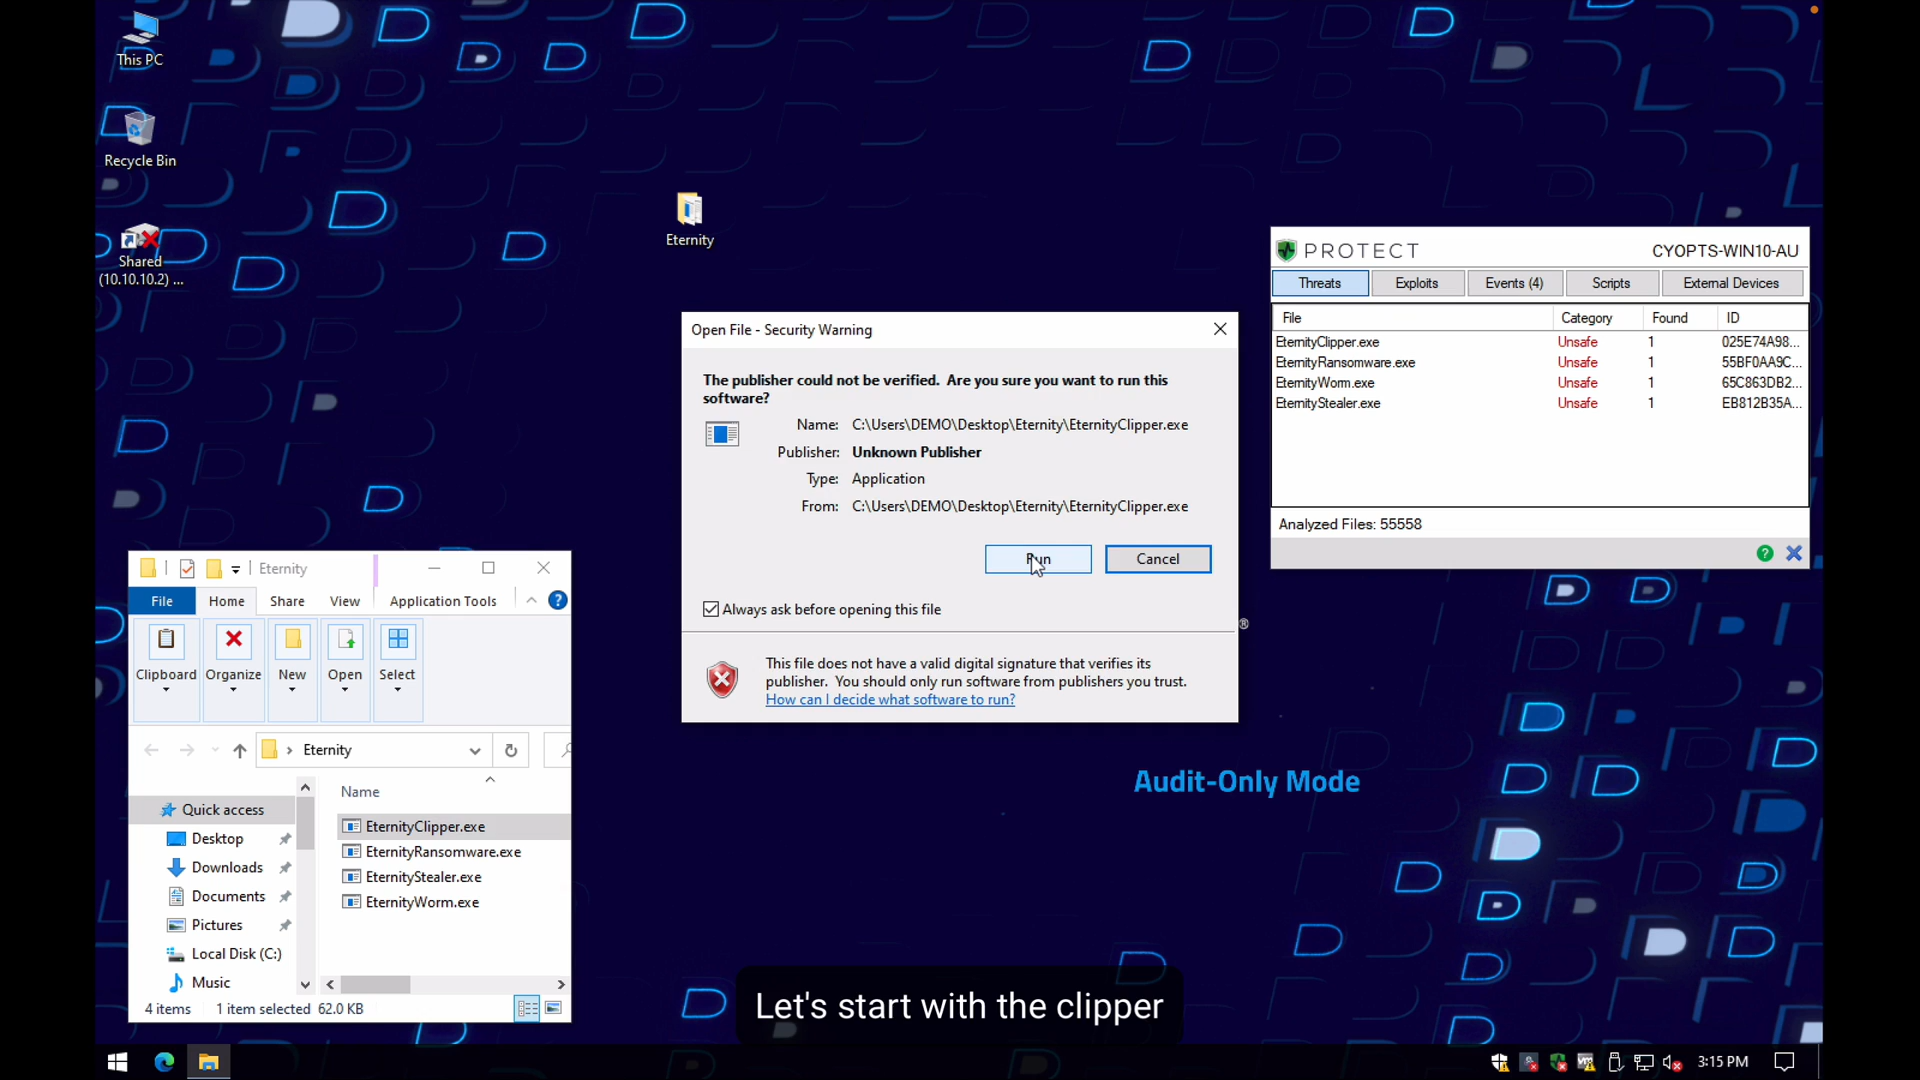 This PC
Recycle Bin
Shared
(10.10.10.2) ...
Eternity
PROTECT
CYOPTS-WIN10-AU
Threats
Exploits
Events (4)
Scripts
External Devices
File Category Found ID
EternityClipper.exe Unsafe 1 025E74A98...
EternityRansomware.exe Unsafe 1 55BF0AA9C...
EternityWorm.exe Unsafe 1 65C863DB2...
EternityStealer.exe Unsafe 1 EB812B35A...
Analyzed Files: 55558
Open File - Security Warning
The publisher could not be verified. Are you sure you want to run this
software?
Name: C:\Users\DEMO\Desktop\Eternity\EternityClipper.exe
Publisher: Unknown Publisher
Type: Application
From: C:\Users\DEMO\Desktop\Eternity\EternityClipper.exe
Run
Cancel
Always ask before opening this file
This file does not have a valid digital signature that verifies its
publisher. You should only run software from publishers you trust.
How can I decide what software to run?
®
Eternity
File Home Share View Application Tools
Clipboard Organize New Open Select
Eternity
Name
Quick access
Desktop
Downloads
Documents
Pictures
Local Disk (C:)
Music
EternityClipper.exe
EternityRansomware.exe
EternityStealer.exe
EternityWorm.exe
4 items 1 item selected 62.0 KB
Audit-Only Mode
Let's start with the clipper
3:15 PM